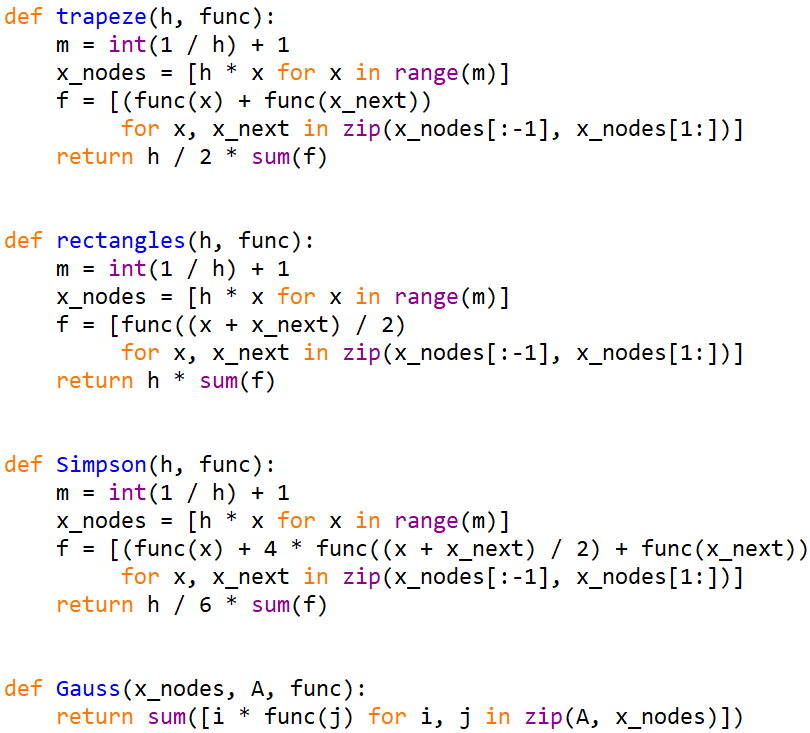 def trapeze(h, func):
    m = int(1 / h) + 1
    x_nodes = [h * x for x in range(m)]
    f = [(func(x) + func(x_next))
         for x, x_next in zip(x_nodes[:-1], x_nodes[1:])]
    return h / 2 * sum(f)


def rectangles(h, func):
    m = int(1 / h) + 1
    x_nodes = [h * x for x in range(m)]
    f = [func((x + x_next) / 2)
         for x, x_next in zip(x_nodes[:-1], x_nodes[1:])]
    return h * sum(f)


def Simpson(h, func):
    m = int(1 / h) + 1
    x_nodes = [h * x for x in range(m)]
    f = [(func(x) + 4 * func((x + x_next) / 2) + func(x_next))
         for x, x_next in zip(x_nodes[:-1], x_nodes[1:])]
    return h / 6 * sum(f)


def Gauss(x_nodes, A, func):
    return sum([i * func(j) for i, j in zip(A, x_nodes)])